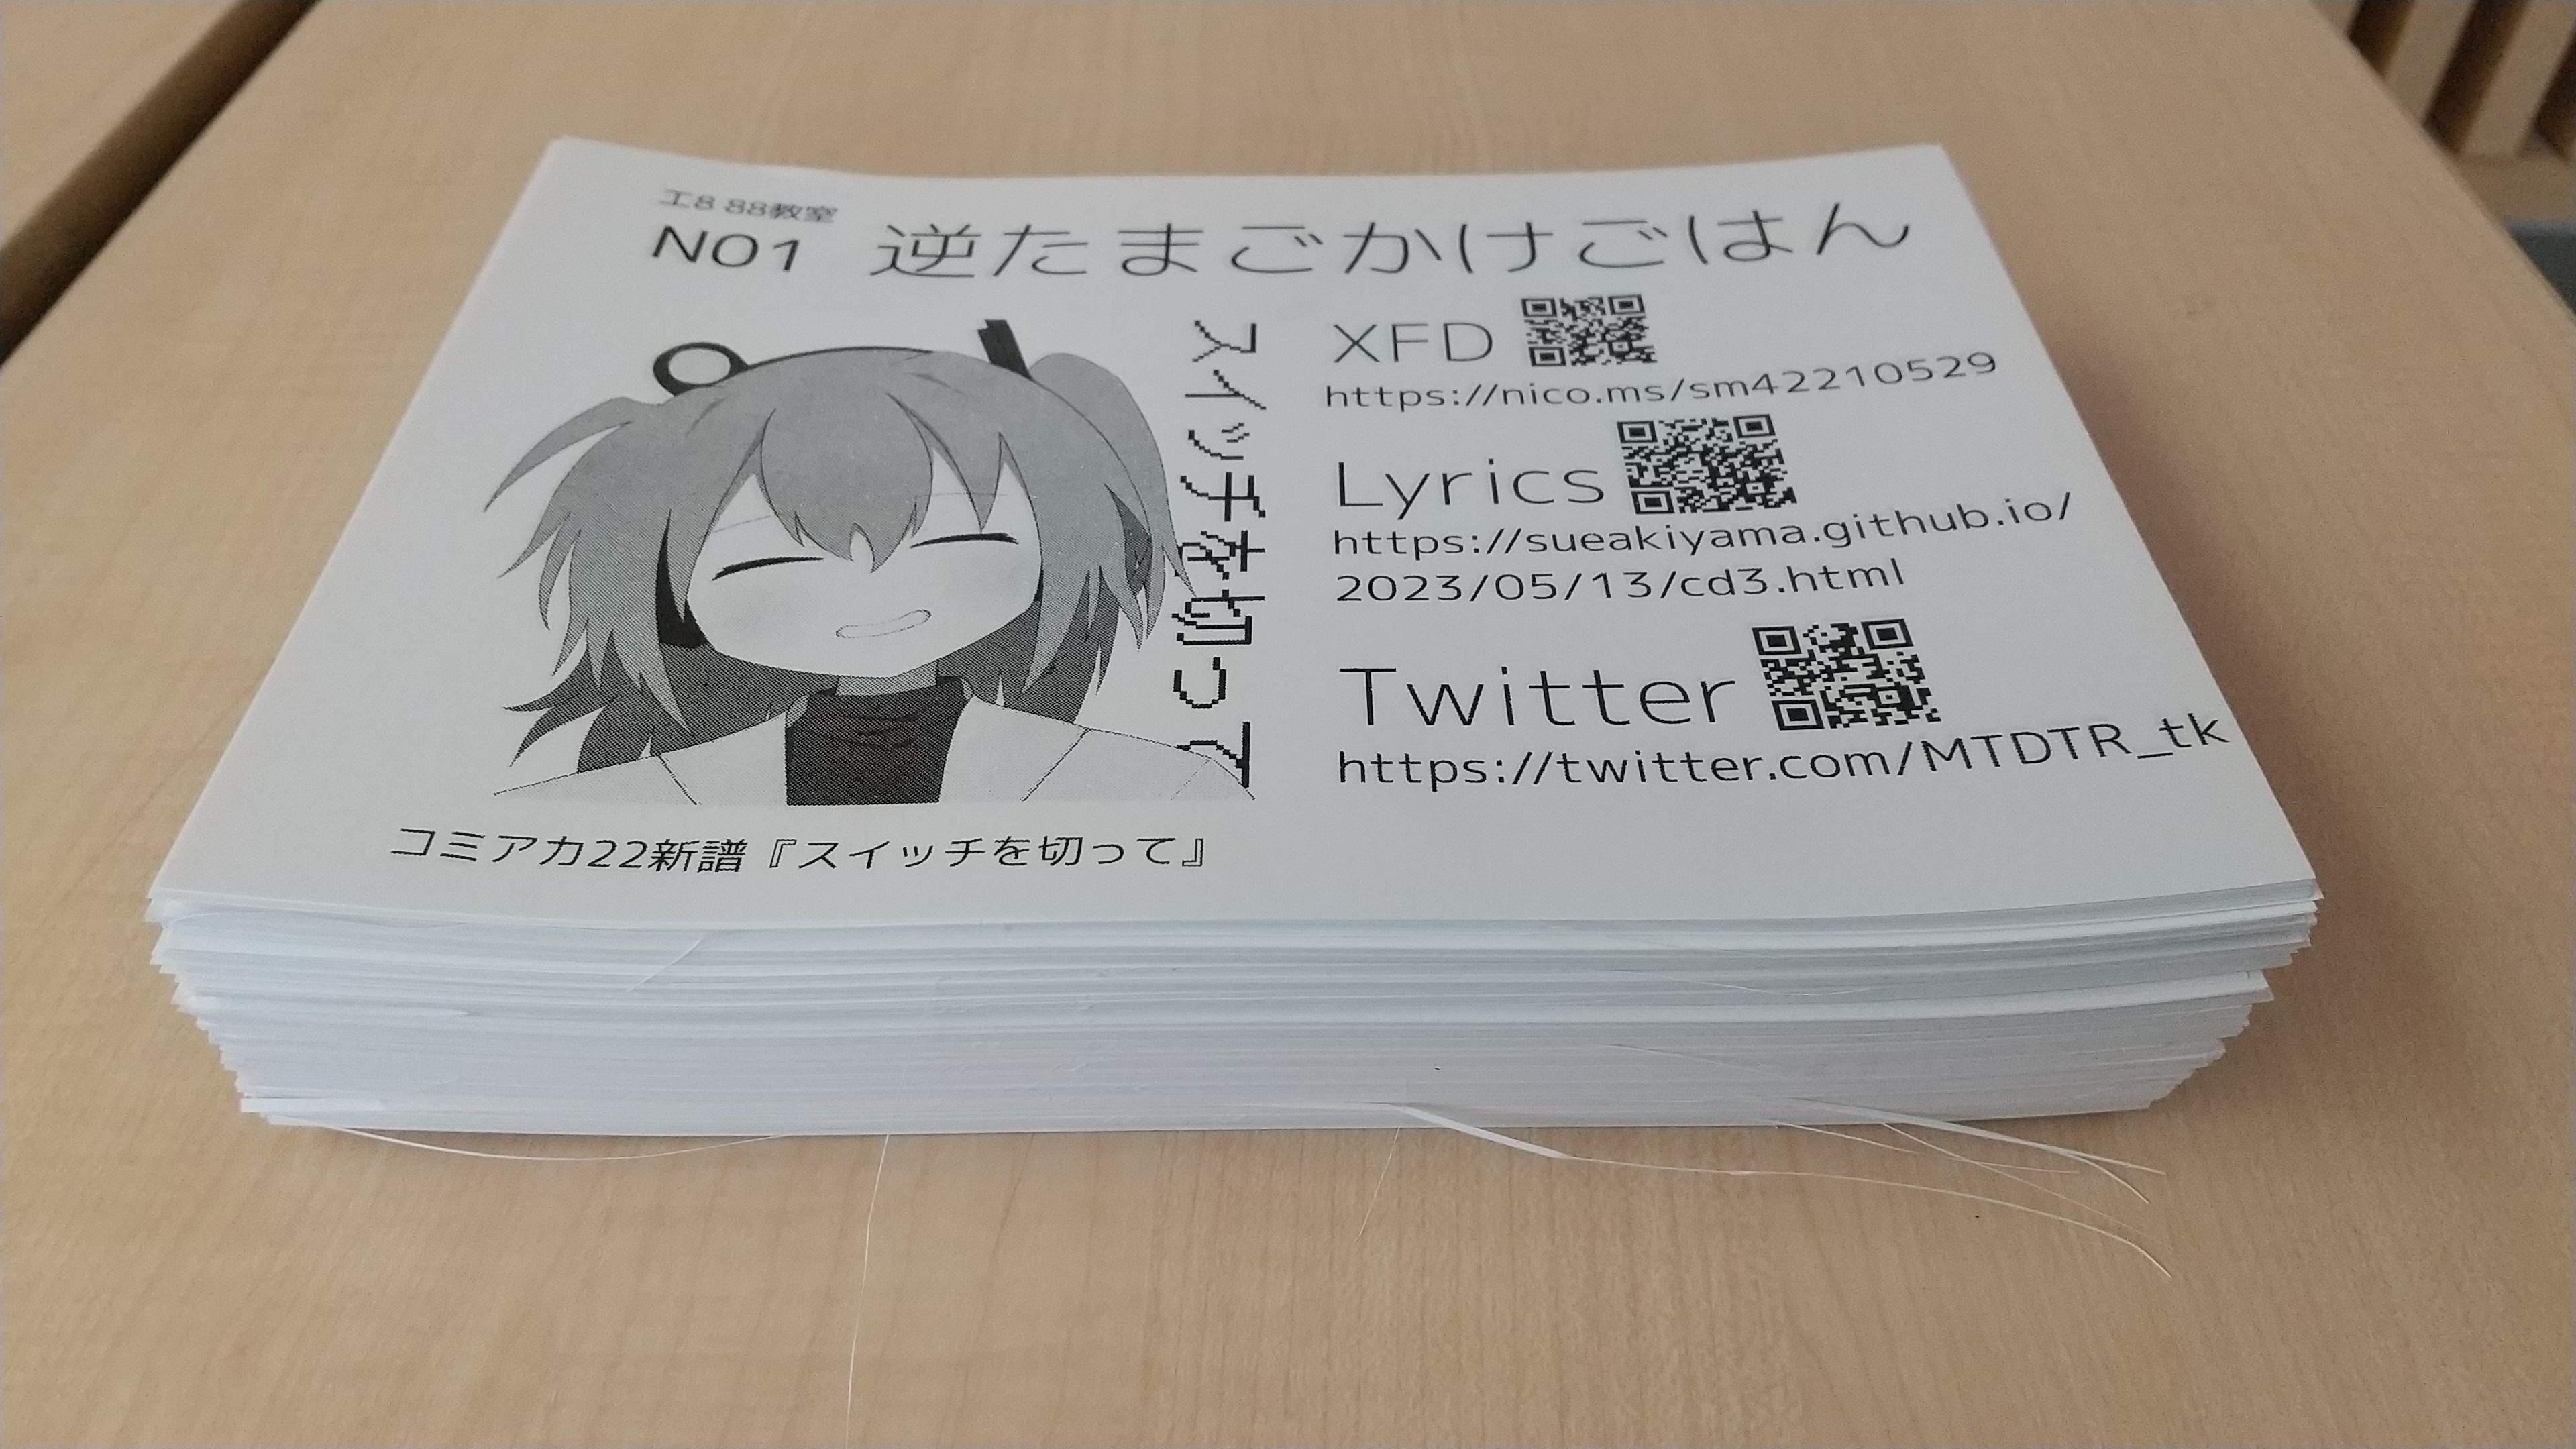 工8 88教室
N01 逆たまごかけごはん
スイッチを切って
XFD
https://nico.ms/sm42210529
Lyrics
https://sueakiyama.github.io/
2023/05/13/cd3.html
Twitter
https://twitter.com/MTDTR_tk
コミアカ22新譜『スイッチを切って』